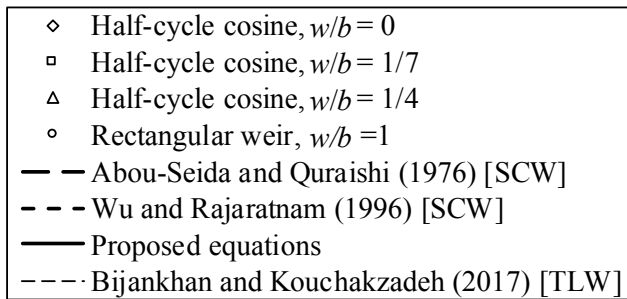 Half-cycle cosine, w/b = 0
Half-cycle cosine, w/b = 1/7
Half-cycle cosine, w/b = 1/4
Rectangular weir, w/b =1
Abou-Seida and Quraishi (1976) [SCW]
Wu and Rajaratnam (1996) [SCW]
Proposed equations
Bijankhan and Kouchakzadeh (2017) [TLW]